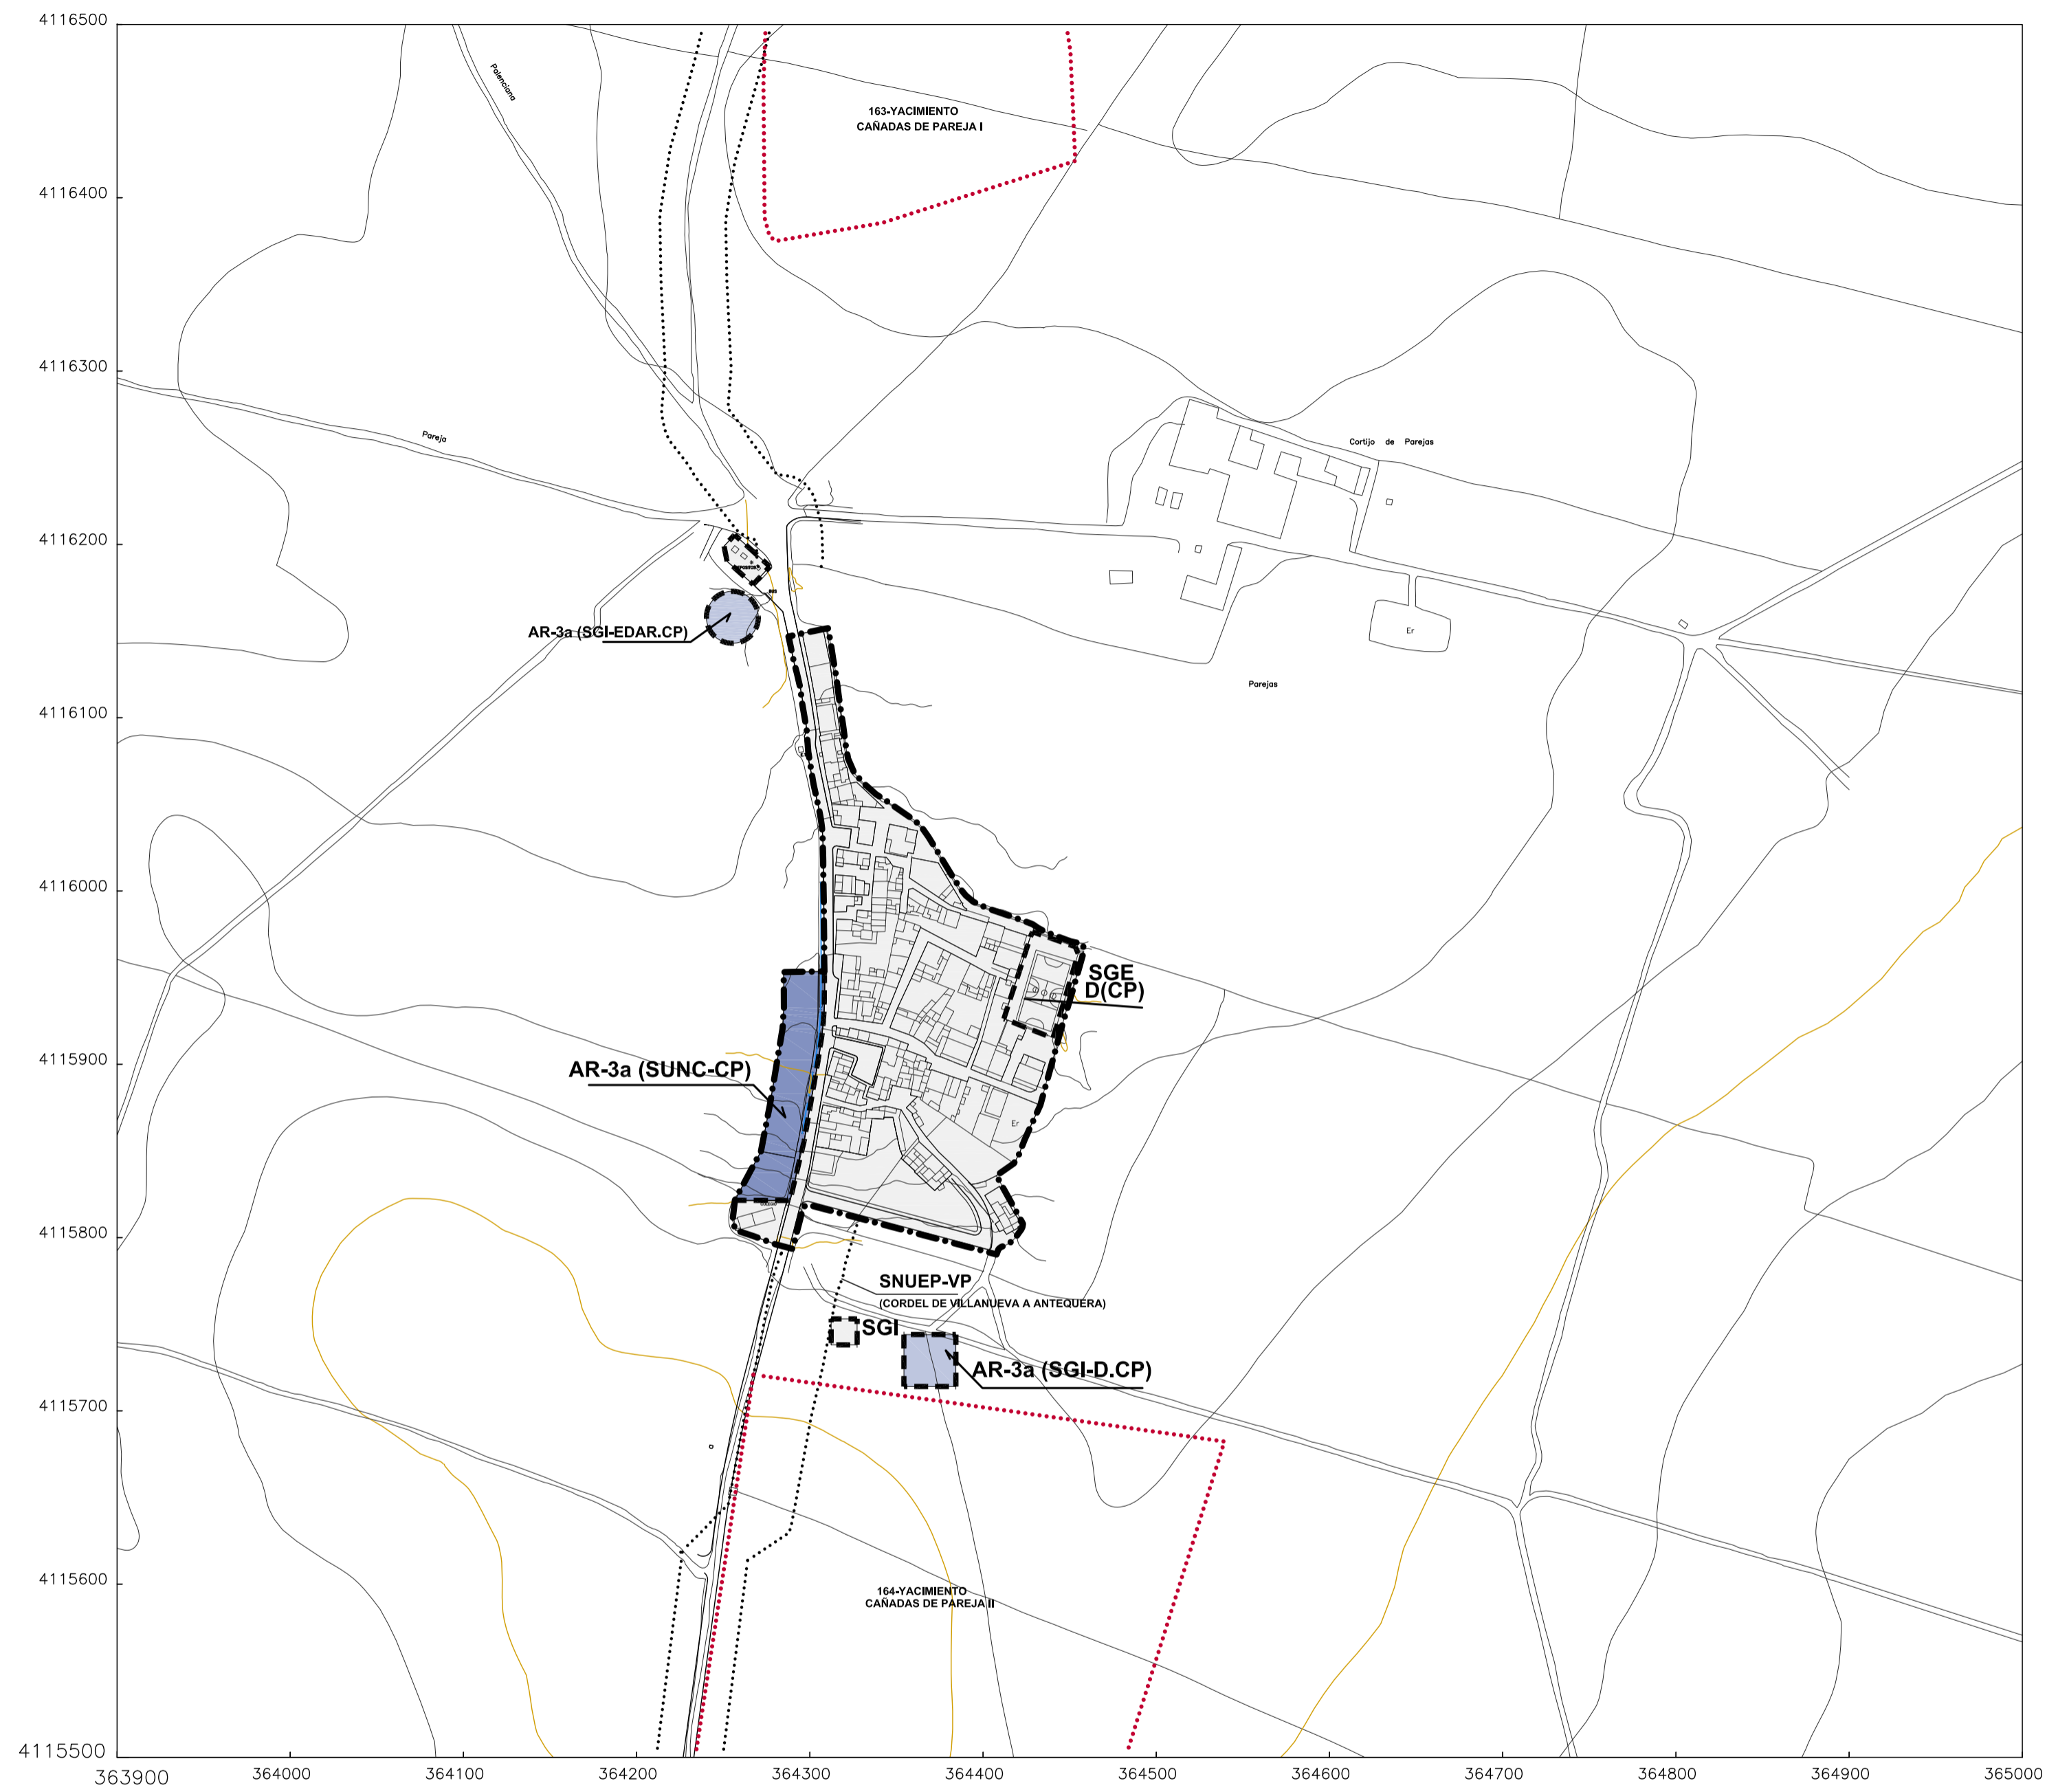 4116500
Palenciana
163-YACIMIENTO
CAÑADAS DE PAREJA I
4116400
4116300
Pareja
Cortijo de Parejas
4116200
AR-3a (SGI-EDAR.CP)
Er
Parejas
4116100
4116000
SGE
D(CP)
4115900
AR-3a (SUNC-CP)
Er
4115800
SNUEP-VP
(CORDEL DE VILLANUEVA A ANTEQUERA)
SGI
AR-3a (SGI-D.CP)
4115700
4115600
164-YACIMIENTO
CAÑADAS DE PAREJA II
4115500
363900 364000 364100 364200 364300 364400 364500 364600 364700 364800 364900 365000